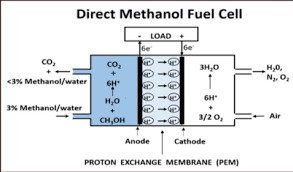 Direct Methanol Fuel Cell
- LOAD +
6e⁻ 6e⁻
CO₂
<3% Methanol/water
3% Methanol/water
CO₂
+
6H⁺
H₂O
+
CH₃OH
H⁺ H⁺
H⁺ H⁺
H⁺ H⁺
H⁺ H⁺
H⁺ H⁺
3H₂O
6H⁺
+
3/2 O₂
H₂0,
N₂, O₂
Air
Anode Cathode
PROTON EXCHANGE MEMBRANE (PEM)